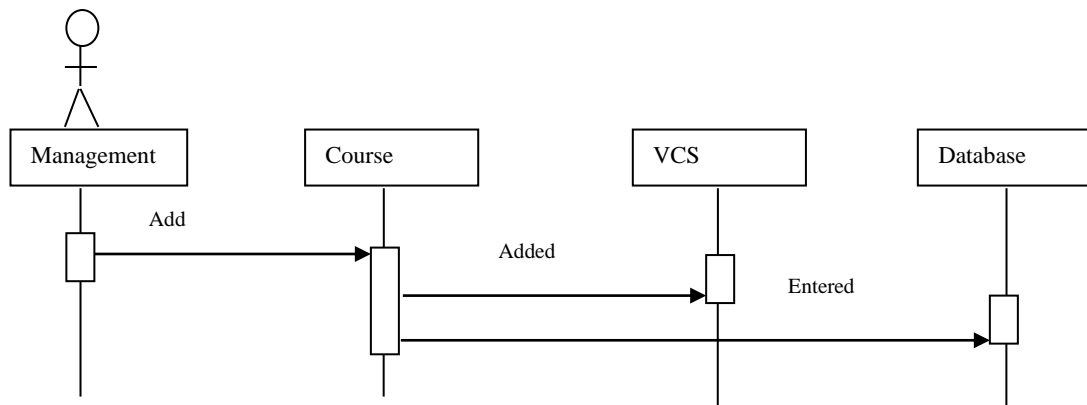 Management
Course
VCS
Database
Add
Added
Entered